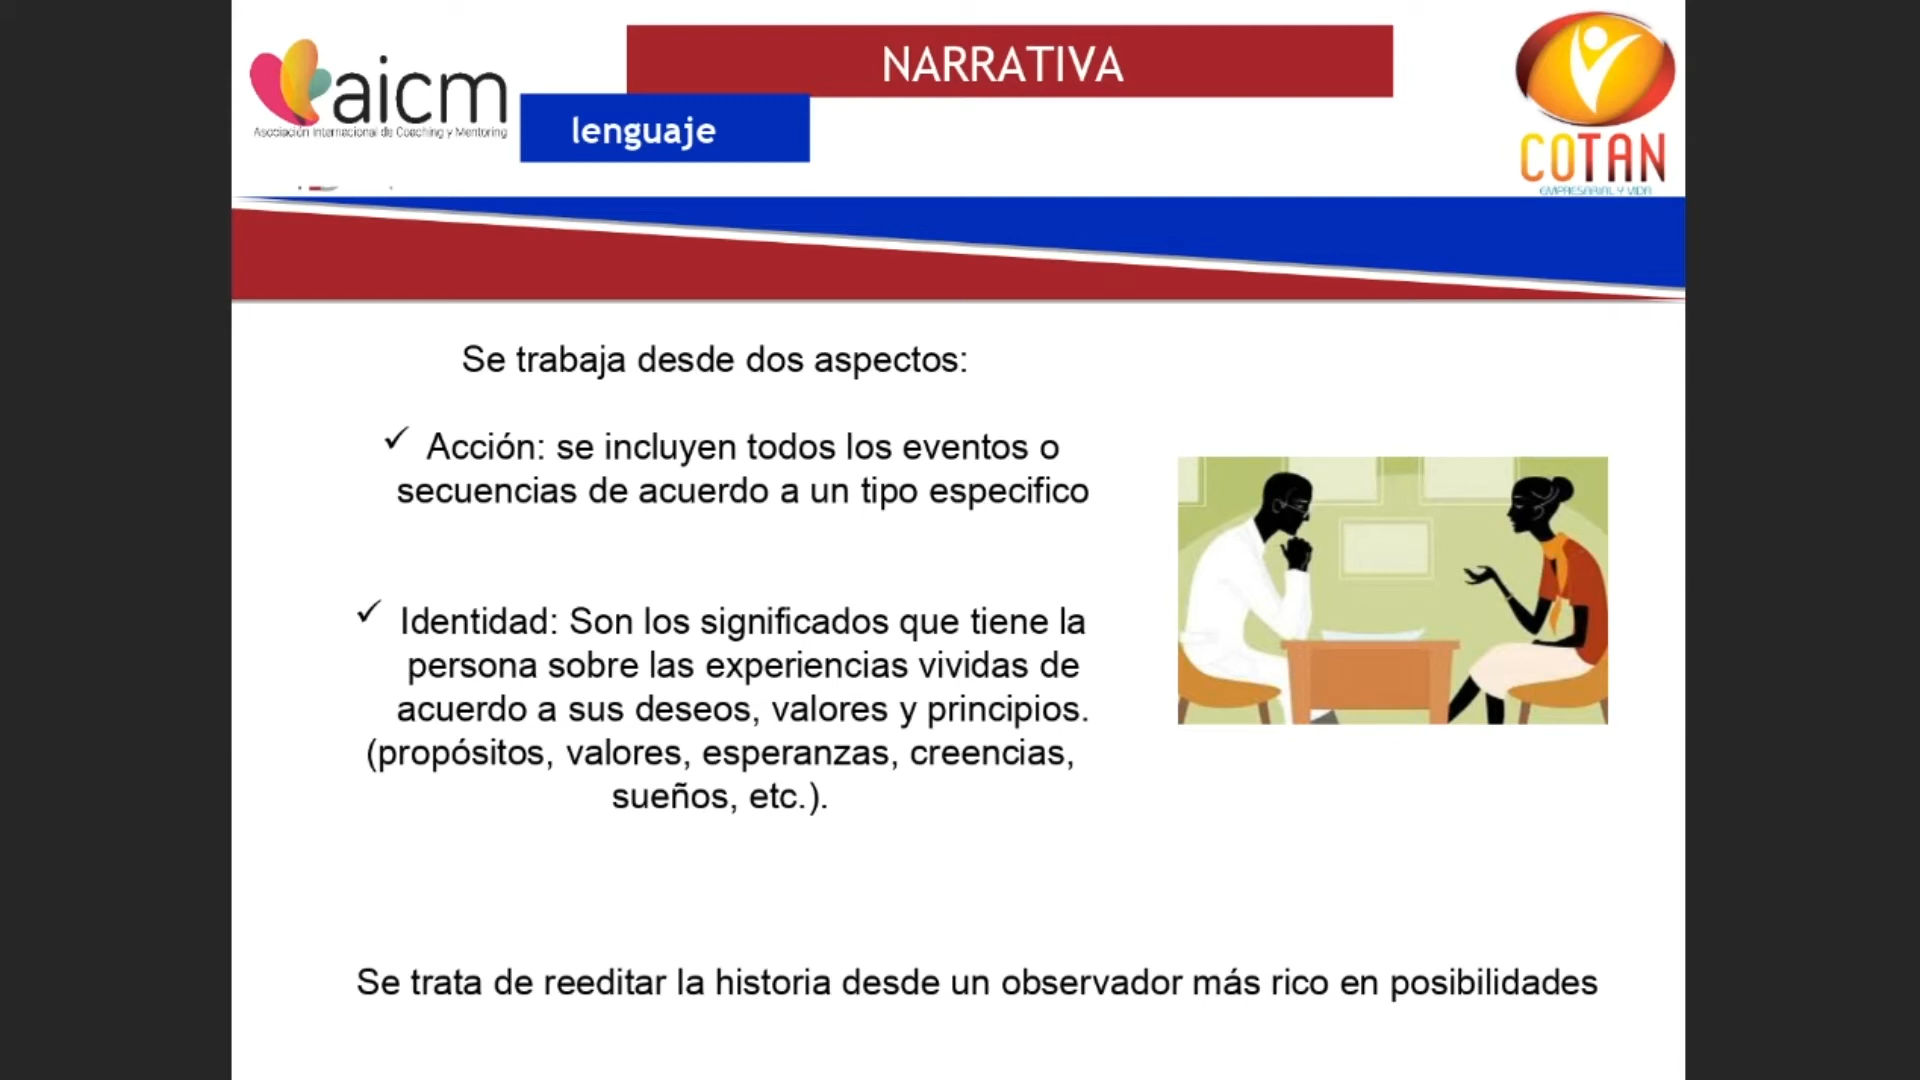 NARRATIVA
aicm
Asociación Internacional de Coaching y Mentoring
lenguaje
COTAN
EMPRESARIAL Y VIDA
Se trabaja desde dos aspectos:
✓ Acción: se incluyen todos los eventos o
secuencias de acuerdo a un tipo especifico
✓ Identidad: Son los significados que tiene la
persona sobre las experiencias vividas de
acuerdo a sus deseos, valores y principios.
(propósitos, valores, esperanzas, creencias,
sueños, etc.).
Se trata de reeditar la historia desde un observador más rico en posibilidades